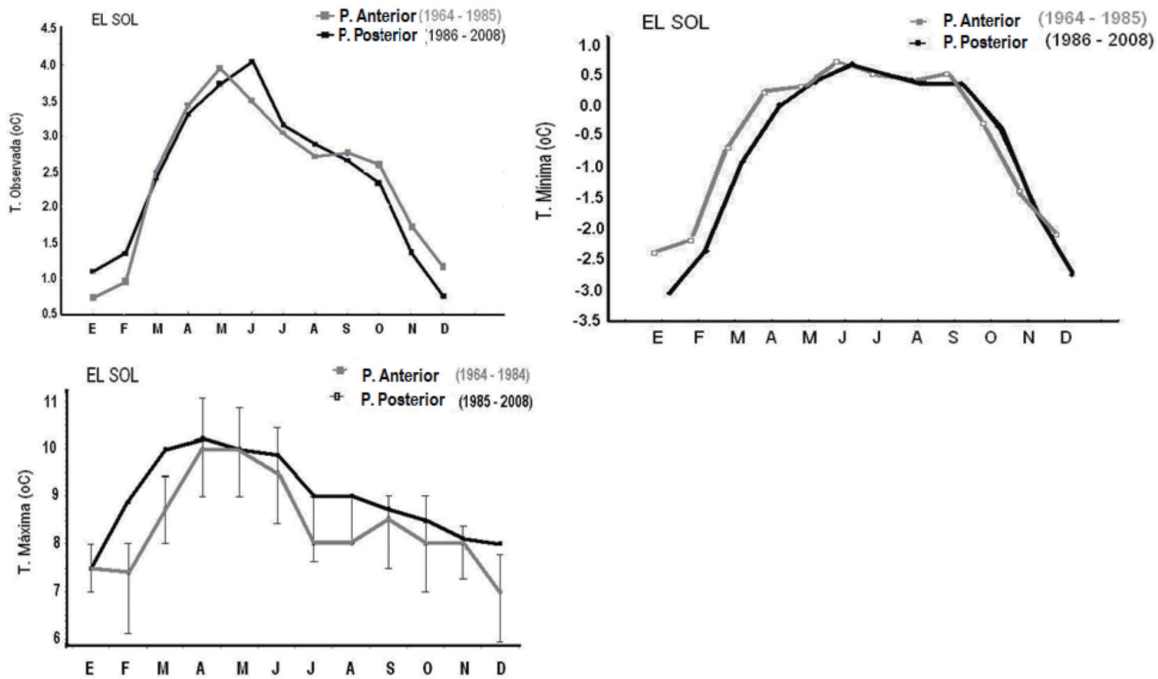 EL SOL
P. Anterior (1964 - 1985)
P. Posterior (1986 - 2008)
T. Observada (oC)
4.5
4.0
3.5
3.0
2.5
2.0
1.5
1.0
0.5
E F M A M J J A S O N D
EL SOL
P. Anterior (1964 - 1985)
P. Posterior (1986 - 2008)
T. Mínima (oC)
1.0
0.5
0.0
-0.5
-1.0
-1.5
-2.0
-2.5
-3.0
-3.5
E F M A M J J A S O N D
EL SOL
P. Anterior (1964 - 1984)
P. Posterior (1985 - 2008)
T. Máxima (oC)
11
10
9
8
7
6
E F M A M J J A S O N D